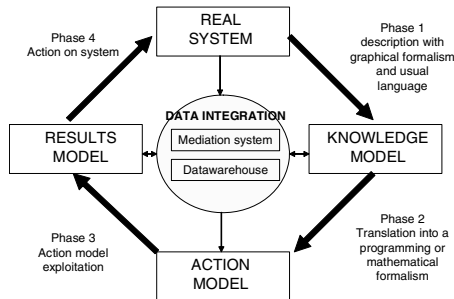 Phase 4
Action on system
REAL
SYSTEM
Phase 1
description with
graphical formalism
and usual
language
DATA INTEGRATION
Mediation system
Datawarehouse
RESULTS
MODEL
KNOWLEDGE
MODEL
Phase 3
Action model
exploitation
ACTION
MODEL
Phase 2
Translation into a
programming or
mathematical
formalism